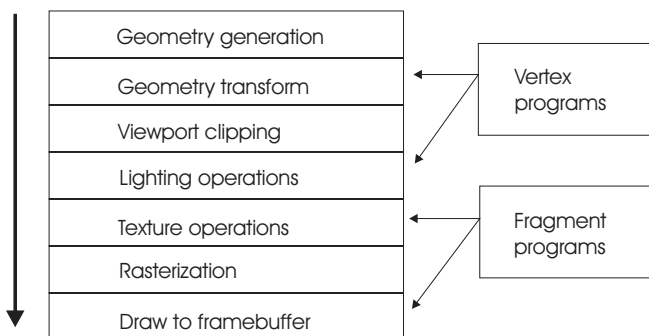 Geometry generation
Geometry transform
Viewport clipping
Lighting operations
Texture operations
Rasterization
Draw to framebuffer
Vertex
programs
Fragment
programs